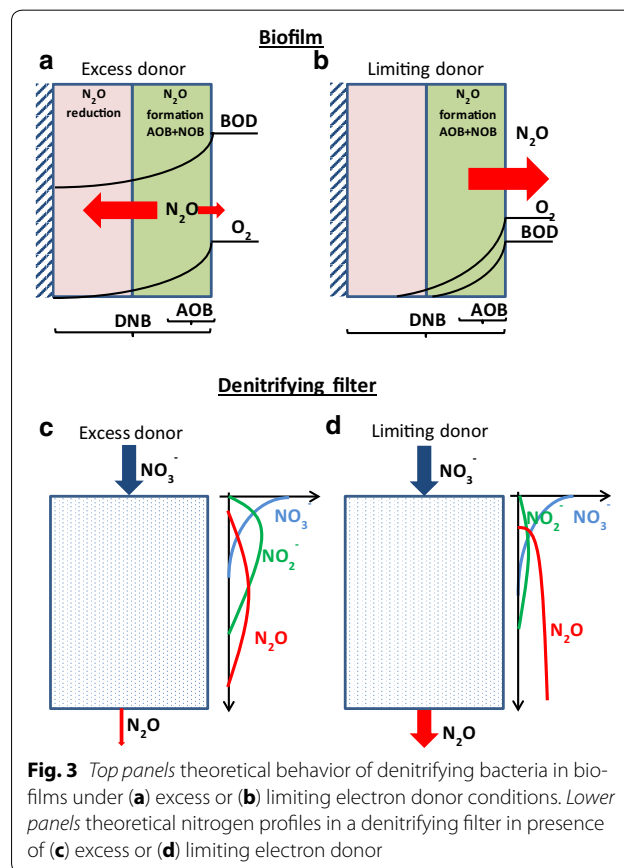 Biofilm
a
Excess donor
b
Limiting donor
N₂O
reduction
N₂O
formation
AOB+NOB
BOD
N₂O
O₂
AOB
DNB
N₂O
formation
AOB+NOB
N₂O
O₂
BOD
AOB
DNB
Denitrifying filter
c
Excess donor
NO₃⁻
NO₃⁻
NO₂⁻
N₂O
N₂O
d
Limiting donor
NO₃⁻
NO₂⁻
NO₃⁻
N₂O
N₂O
Fig. 3 Top panels theoretical behavior of denitrifying bacteria in bio-
films under (a) excess or (b) limiting electron donor conditions. Lower
panels theoretical nitrogen profiles in a denitrifying filter in presence
of (c) excess or (d) limiting electron donor